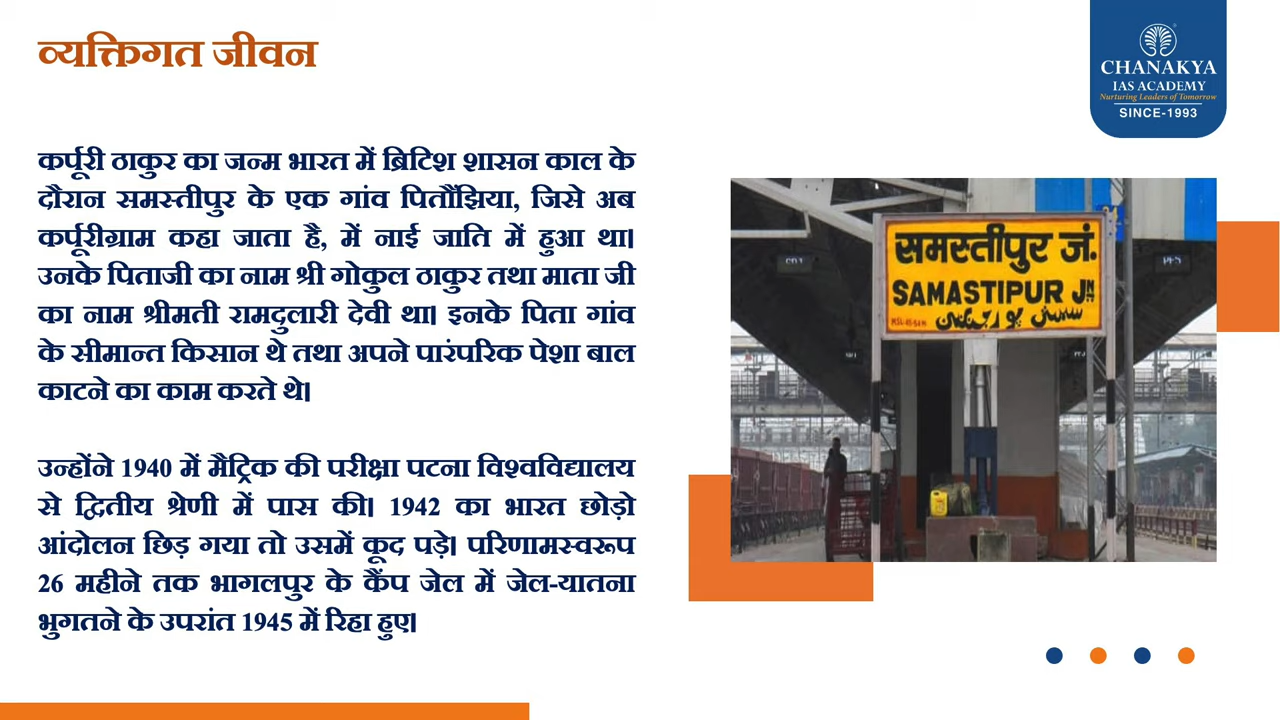 व्यक्तिगत जीवन
CHANAKYA
IAS ACADEMY
Nurturing Leaders of Tomorrow
SINCE-1993
कर्पूरी ठाकुर का जन्म भारत में ब्रिटिश शासन काल के
दौरान समस्तीपुर के एक गांव पितौंझिया, जिसे अब
कर्पूरीग्राम कहा जाता है, में नाई जाति में हुआ था।
उनके पिताजी का नाम श्री गोकुल ठाकुर तथा माता जी
का नाम श्रीमती रामदुलारी देवी था। इनके पिता गांव
के सीमान्त किसान थे तथा अपने पारंपरिक पेशा बाल
काटने का काम करते थे।
उन्होंने 1940 में मैट्रिक की परीक्षा पटना विश्वविद्यालय
से द्वितीय श्रेणी में पास की। 1942 का भारत छोड़ो
आंदोलन छिड़ गया तो उसमें कूद पड़े। परिणामस्वरूप
26 महीने तक भागलपुर के कैंप जेल में जेल-यातना
भुगतने के उपरांत 1945 में रिहा हुए।
समस्तीपुर जं.
SAMASTIPUR JN